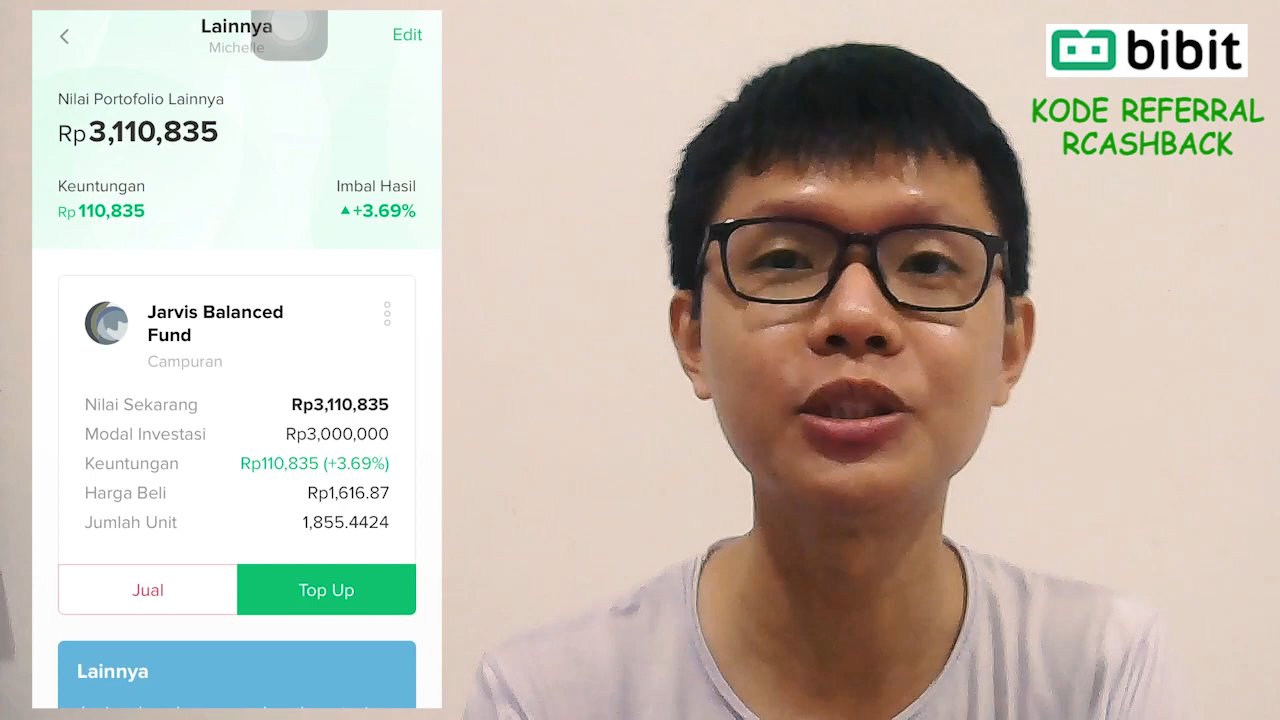 Lainnya
Michelle
Edit
Nilai Portofolio Lainnya
Rp3,110,835
Keuntungan
Imbal Hasil
Rp 110,835
+3.69%
Jarvis Balanced
Fund
Campuran
Nilai Sekarang Rp3,110,835
Modal Investasi Rp3,000,000
Keuntungan Rp110,835 (+3.69%)
Harga Beli Rp1,616.87
Jumlah Unit 1,855.4424
Jual
Top Up
Lainnya
bibit
KODE REFERRAL
RCASHBACK